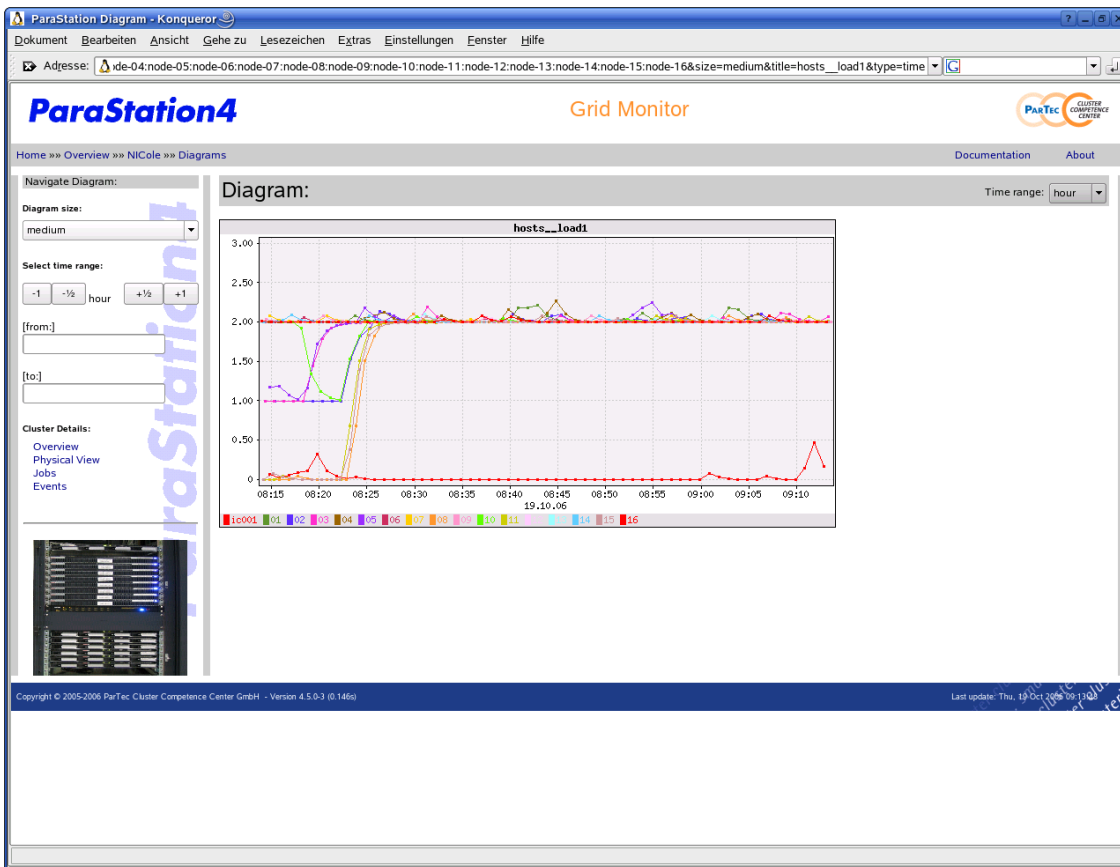 ParaStation Diagram - Konqueror
Dokument Bearbeiten Ansicht Gehe zu Lesezeichen Extras Einstellungen Fenster Hilfe
Adresse: de-04:node-05:node-06:node-07:node-08:node-09:node-10:node-11:node-12:node-13:node-14:node-15:node-16&size=medium&title=hosts__load1&type=time
ParaStation4
Grid Monitor
ParTec CLUSTER COMPETENCE CENTER
Home »» Overview »» NICole »» Diagrams
Documentation About
Navigate Diagram:
Diagram size:
medium
Select time range:
-1 -½ hour +½ +1
[from:]
[to:]
Cluster Details:
Overview
Physical View
Jobs
Events
ParaStation4
Diagram:
Time range: hour
hosts__load1
3.00
2.50
2.00
1.50
1.00
0.50
0
08:15 08:20 08:25 08:30 08:35 08:40 08:45 08:50 08:55 09:00 09:05 09:10
19.10.06
ic001 01 02 03 04 05 06 07 08 09 10 11 14 15 16
Copyright © 2005-2006 ParTec Cluster Competence Center GmbH - Version 4.5.0-3 (0.146s)
Last update: Thu, 19 Oct 2006